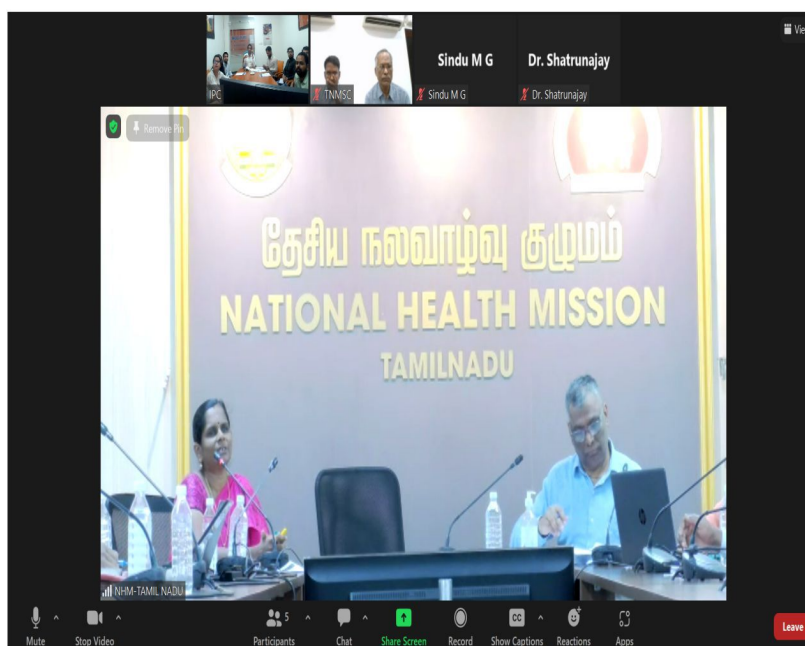 View
Sindu M G
Dr. Shatrunajay
IPC
TNMSC
Sindu M G
Dr. Shatrunajay
Remove Pin
தேசிய நலவாழ்வு குழுமம்
NATIONAL HEALTH MISSION
TAMILNADU
NHM-TAMIL NADU
5
CC
Mute
Stop Video
Participants
Chat
Share Screen
Record
Show Captions
Reactions
Apps
Leave